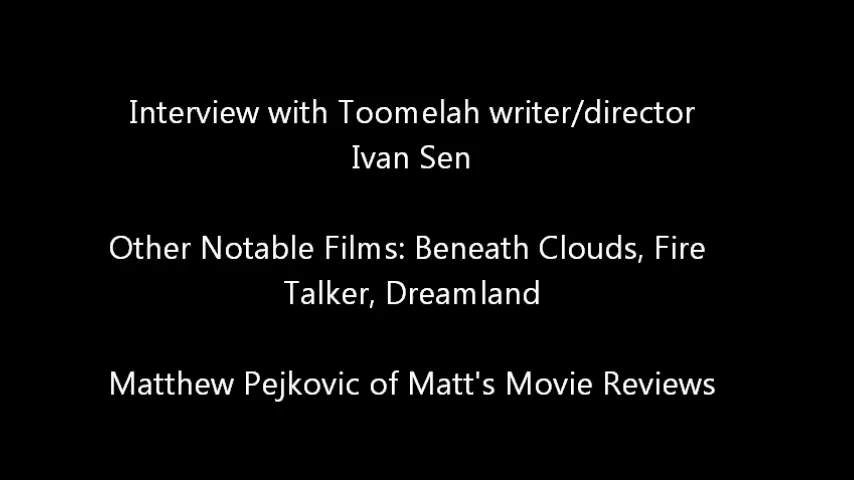 Interview with Toomelah writer/director
Ivan Sen
Other Notable Films: Beneath Clouds, Fire
Talker, Dreamland
Matthew Pejkovic of Matt's Movie Reviews